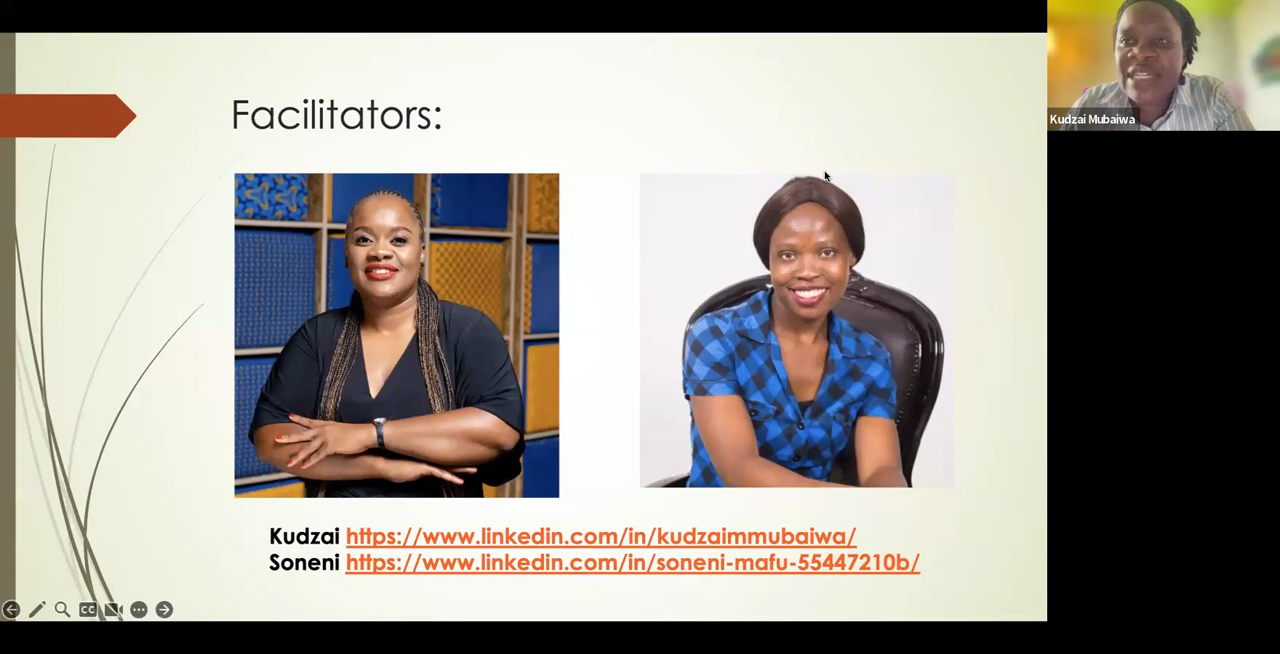 Facilitators:
Kudzai Mubaiwa
Kudzai https://www.linkedin.com/in/kudzaimmubaiwa/
Soneni https://www.linkedin.com/in/soneni-mafu-55447210b/
CC